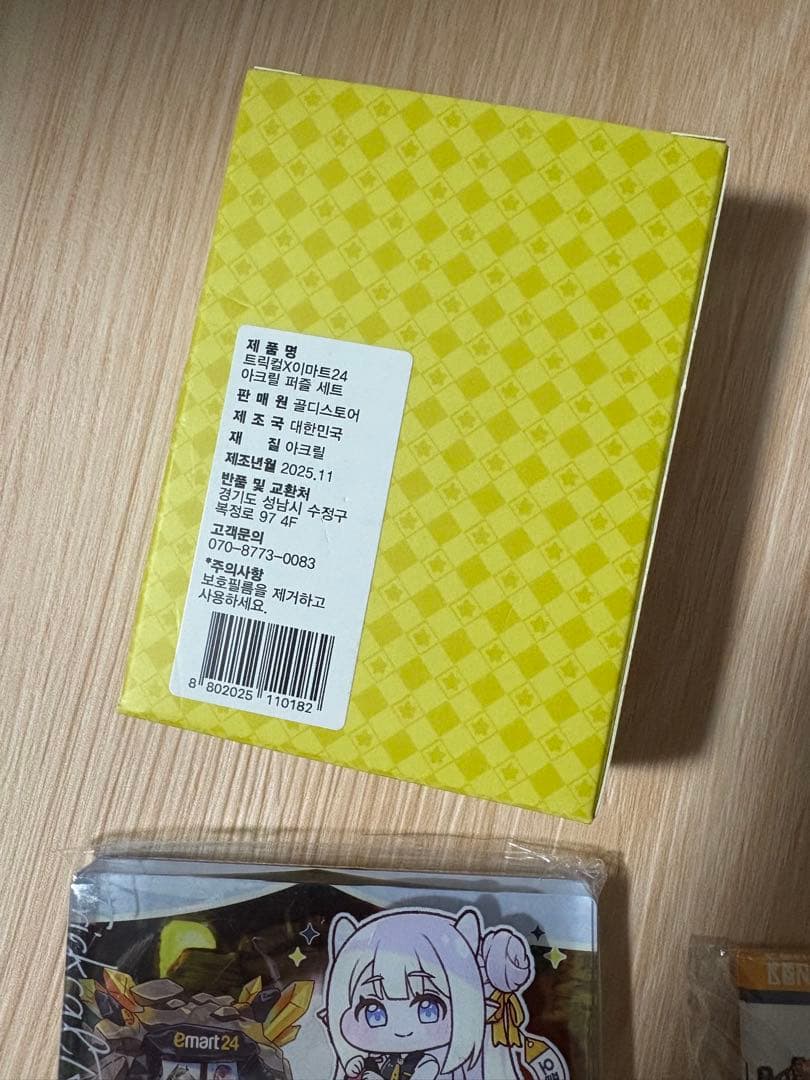 제 품 명
트릭컬X이마트24
아크릴 퍼즐 세트
판 매 원 골디스토어
제 조 국 대한민국
재 질 아크릴
제조년월 2025.11
반품 및 교환처
경기도 성남시 수정구
복정로 97 4F
고객문의
070-8773-0083
*주의사항
보호필름을 제거하고
사용하세요.
8 802025 110182
emart24